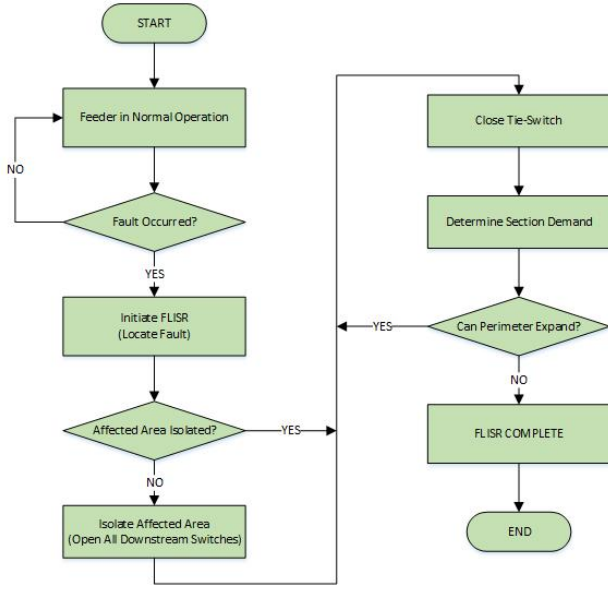 START
Feeder in Normal Operation
NO
Fault Occurred?
YES
Initiate FLISR
(Locate Fault)
Affected Area Isolated?
YES
NO
Isolate Affected Area
(Open All Downstream Switches)
Close Tie-Switch
Determine Section Demand
Can Perimeter Expand?
YES
NO
FLISR COMPLETE
END